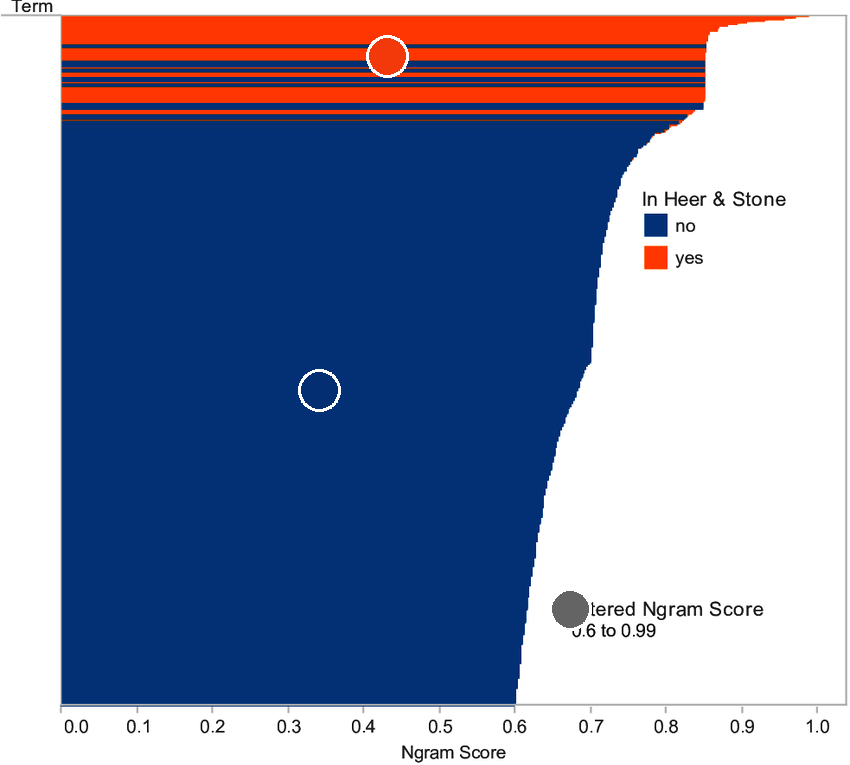 Term
In Heer & Stone
no
yes
tered Ngram Score
0.6 to 0.99
0.0 0.1 0.2 0.3 0.4 0.5 0.6 0.7 0.8 0.9 1.0
Ngram Score